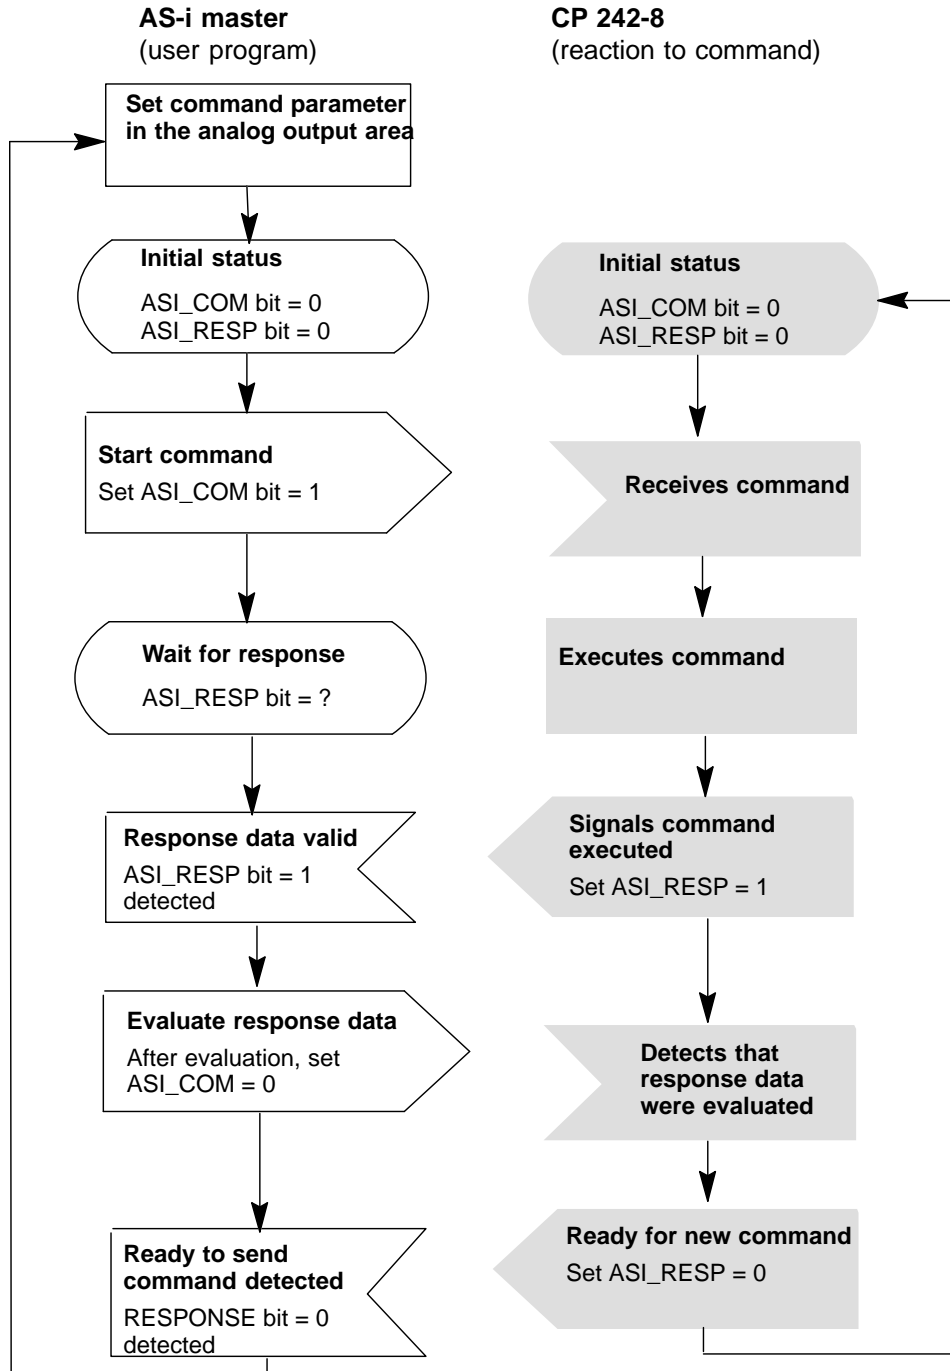 AS-i master
(user program)
Set command parameter
in the analog output area
Initial status
ASI_COM bit = 0
ASI_RESP bit = 0
Start command
Set ASI_COM bit = 1
Wait for response
ASI_RESP bit = ?
Response data valid
ASI_RESP bit = 1
detected
Evaluate response data
After evaluation, set
ASI_COM = 0
Ready to send
command detected
RESPONSE bit = 0
detected
CP 242-8
(reaction to command)
Initial status
ASI_COM bit = 0
ASI_RESP bit = 0
Receives command
Executes command
Signals command
executed
Set ASI_RESP = 1
Detects that
response data
were evaluated
Ready for new command
Set ASI_RESP = 0